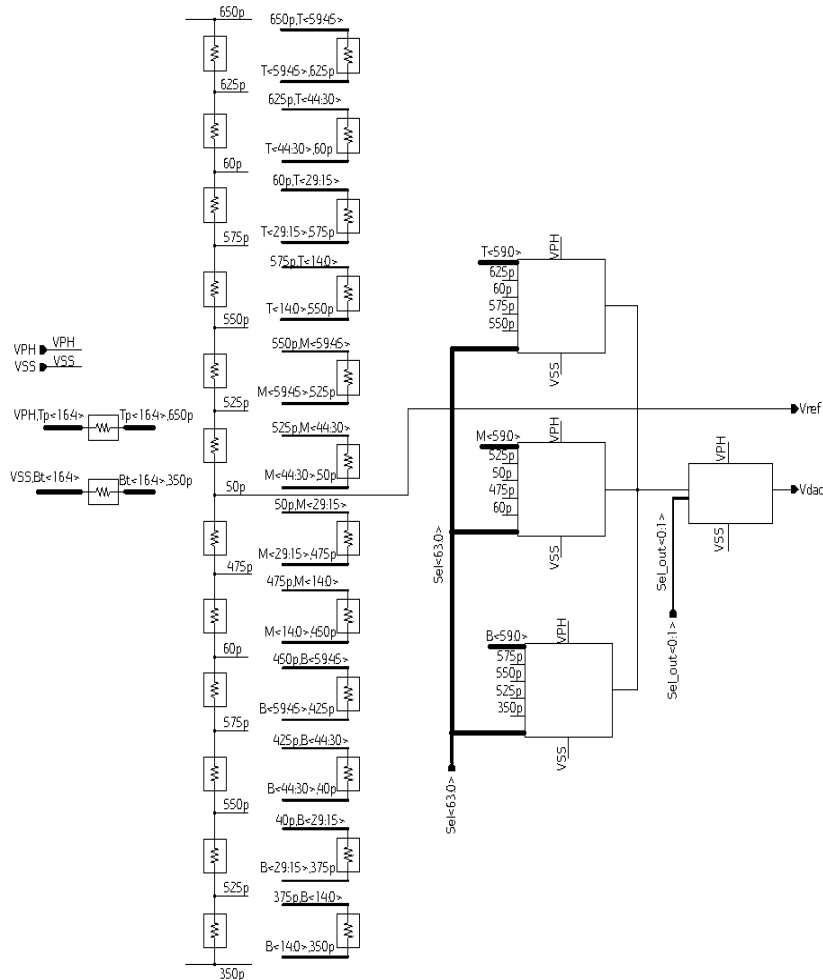 650p
625p
60p
575p
550p
525p
50p
475p
60p
575p
550p
525p
350p
650p,T<59:45>
T<59:45>,625p
625p,T<44:30>
T<44:30>,60p
60p,T<29:15>
T<29:15>,575p
575p,T<14:0>
T<14:0>,550p
550p,M<59:45>
M<59:45>,525p
525p,M<44:30>
M<44:30>,50p
50p,M<29:15>
M<29:15>,475p
475p,M<14:0>
M<14:0>,450p
450p,B<59:45>
B<59:45>,425p
425p,B<44:30>
B<44:30>,40p
40p,B<29:15>
B<29:15>,375p
375p,B<14:0>
B<14:0>,350p
VPH VPH
VSS VSS
VPH,Tp<16:4> Tp<16:4>,650p
VSS,Bt<16:4> Bt<16:4>,350p
T<59:0>
625p
60p
575p
550p
VPH
VSS
M<59:0>
525p
50p
475p
60p
VPH
VSS
B<59:0>
575p
550p
525p
350p
VPH
VSS
Sel<63:0>
Sel<63:0>
VPH
VSS
Sel_out<0:1>
Sel_out<0:1>
Vref
Vdac